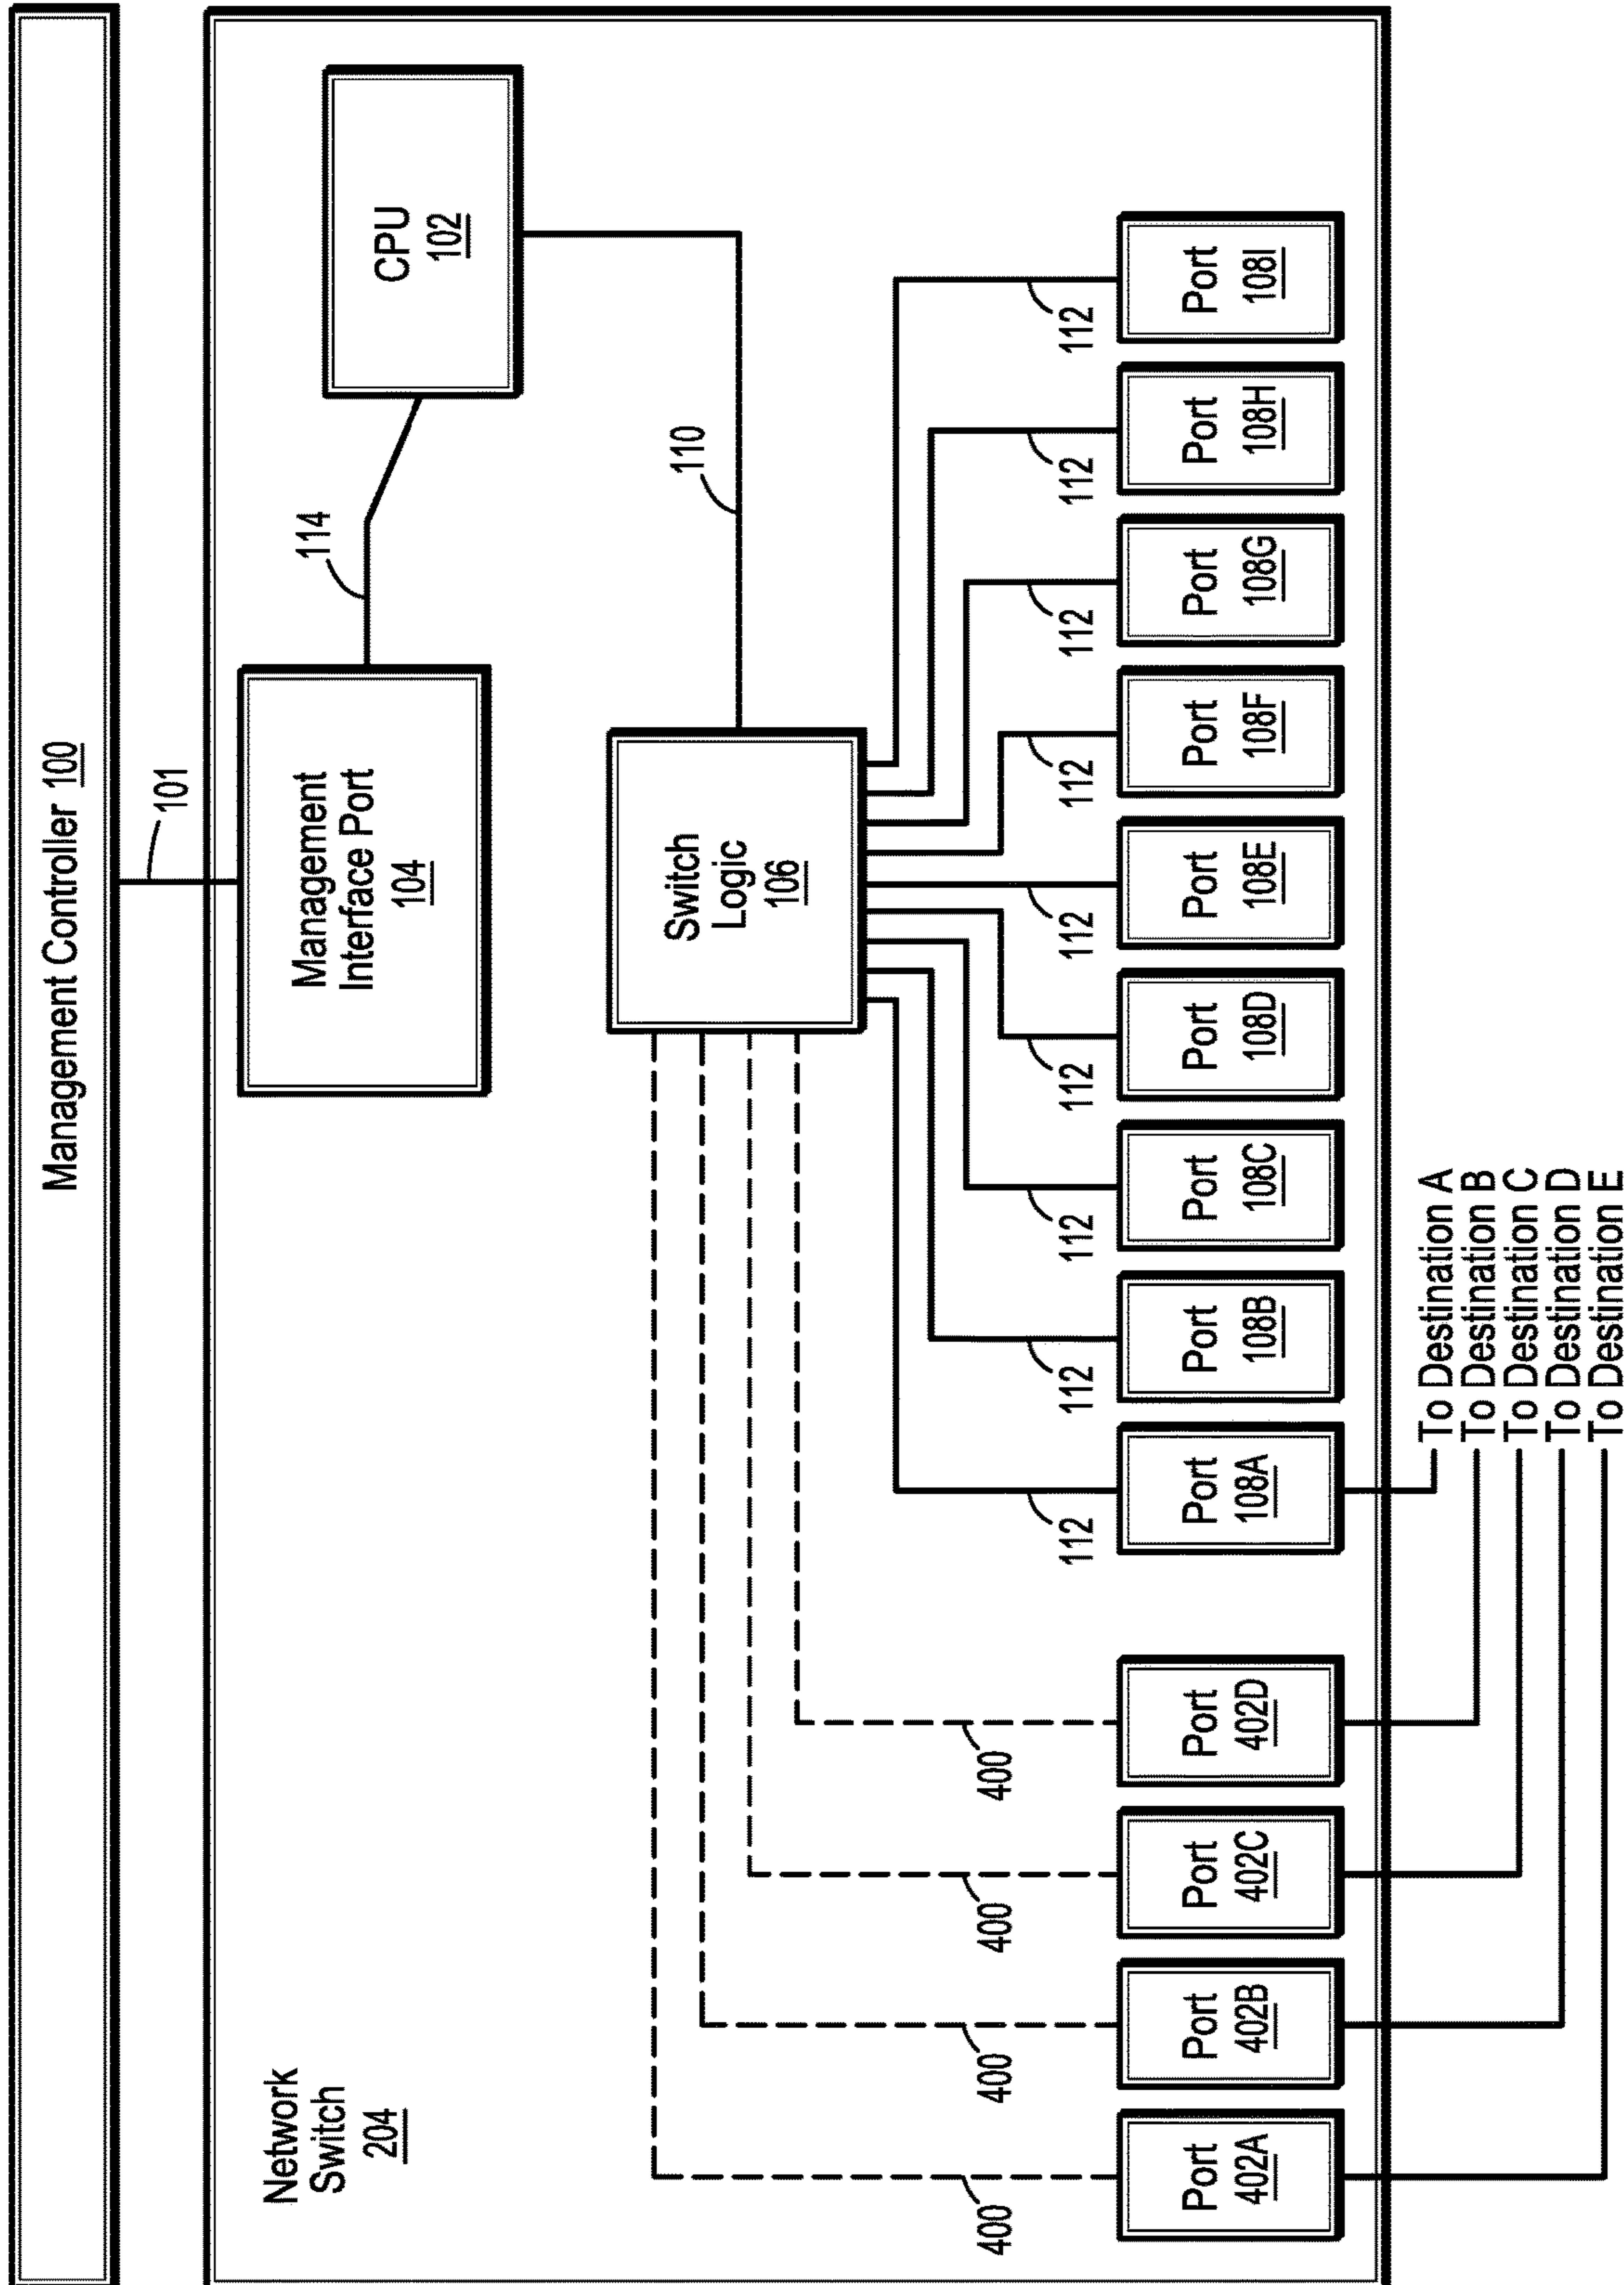 Management Controller 100
101
Network
Switch
204
Management
Interface Port
104
114
CPU
102
110
Switch
Logic
106
400
400
400
400
112
112
112
112
112
112
112
112
112
Port
402A
Port
402B
Port
402C
Port
402D
Port
108A
Port
108B
Port
108C
Port
108D
Port
108E
Port
108F
Port
108G
Port
108H
Port
108I
To Destination A
To Destination B
To Destination C
To Destination D
To Destination E